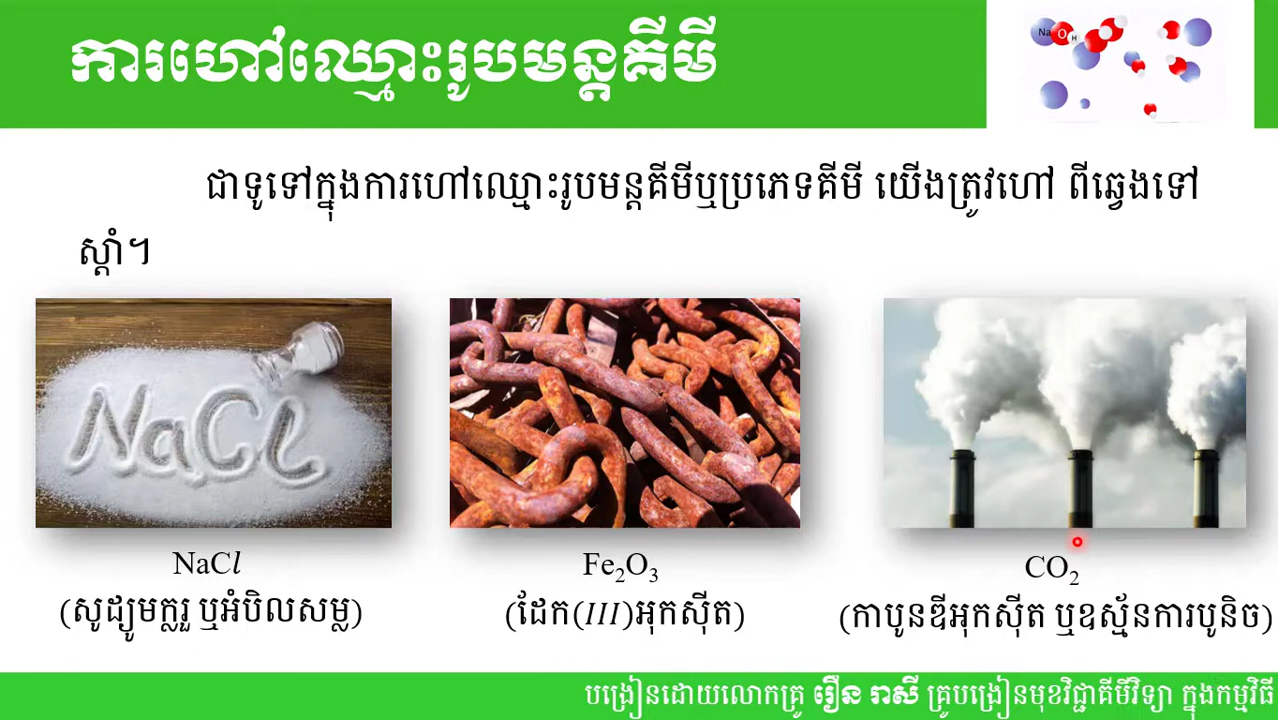 ការហៅឈ្មោះរូបមន្តគីមី
Na O H
ជាទូទៅក្នុងការហៅឈ្មោះរូបមន្តគីមីឬប្រភេទគីមី យើងត្រូវហៅ ពីឆ្វេងទៅ
ស្តាំ។
NaCl
NaCl
Fe₂O₃
CO₂
(សូដ្យូមក្លរួ ឬអំបិលសម្ល)
(ដែក(III)អុកស៊ីត)
(កាបូនឌីអុកស៊ីត ឬឧស្ម័នការបូនិច)
បង្រៀនដោយលោកគ្រូ រឿន រាសី គ្រូបង្រៀនមុខវិជ្ជាគីមីវិទ្យា ក្នុងកម្មវិធី